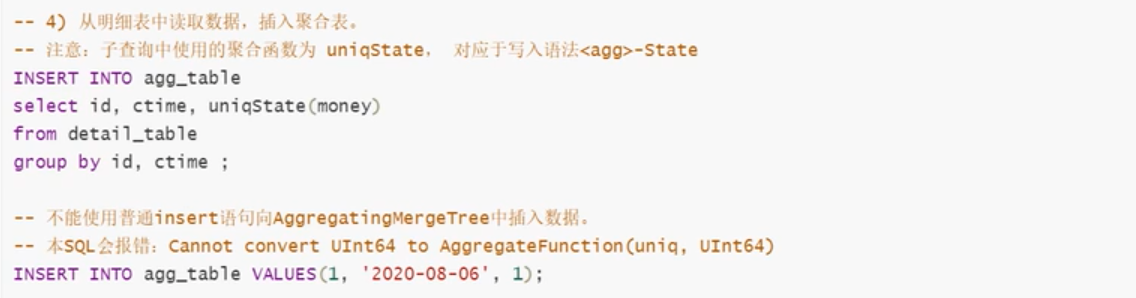 -- 4) 从明细表中读取数据，插入聚合表。
-- 注意：子查询中使用的聚合函数为 uniqState， 对应于写入语法<agg>-State
INSERT INTO agg_table
select id, ctime, uniqState(money)
from detail_table
group by id, ctime ;
-- 不能使用普通insert语句向AggregatingMergeTree中插入数据。
-- 本SQL会报错：Cannot convert UInt64 to AggregateFunction(uniq, UInt64)
INSERT INTO agg_table VALUES(1, '2020-08-06', 1);